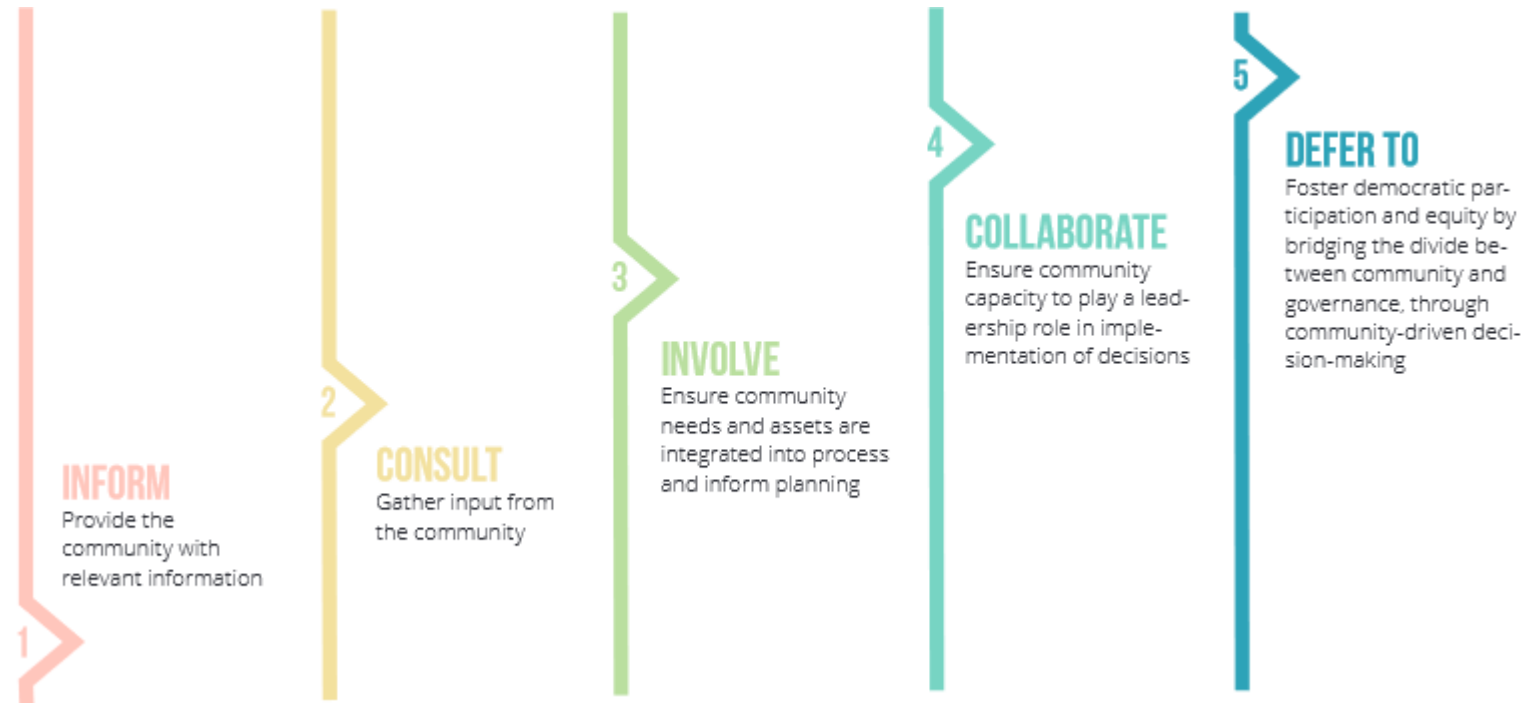 1
INFORM
Provide the
community with
relevant information
2
CONSULT
Gather input from
the community
3
INVOLVE
Ensure community
needs and assets are
integrated into process
and inform planning
4
COLLABORATE
Ensure community
capacity to play a lead-
ership role in imple-
mentation of decisions
5
DEFER TO
Foster democratic par-
ticipation and equity by
bridging the divide be-
tween community and
governance, through
community-driven deci-
sion-making